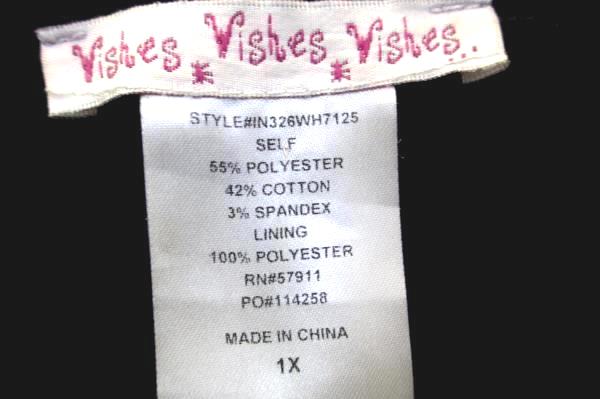 Vishes * Vishes * Vishes...
STYLE#IN326WH7125
SELF
55% POLYESTER
42% COTTON
3% SPANDEX
LINING
100% POLYESTER
RN#57911
PO#114258
MADE IN CHINA
1X